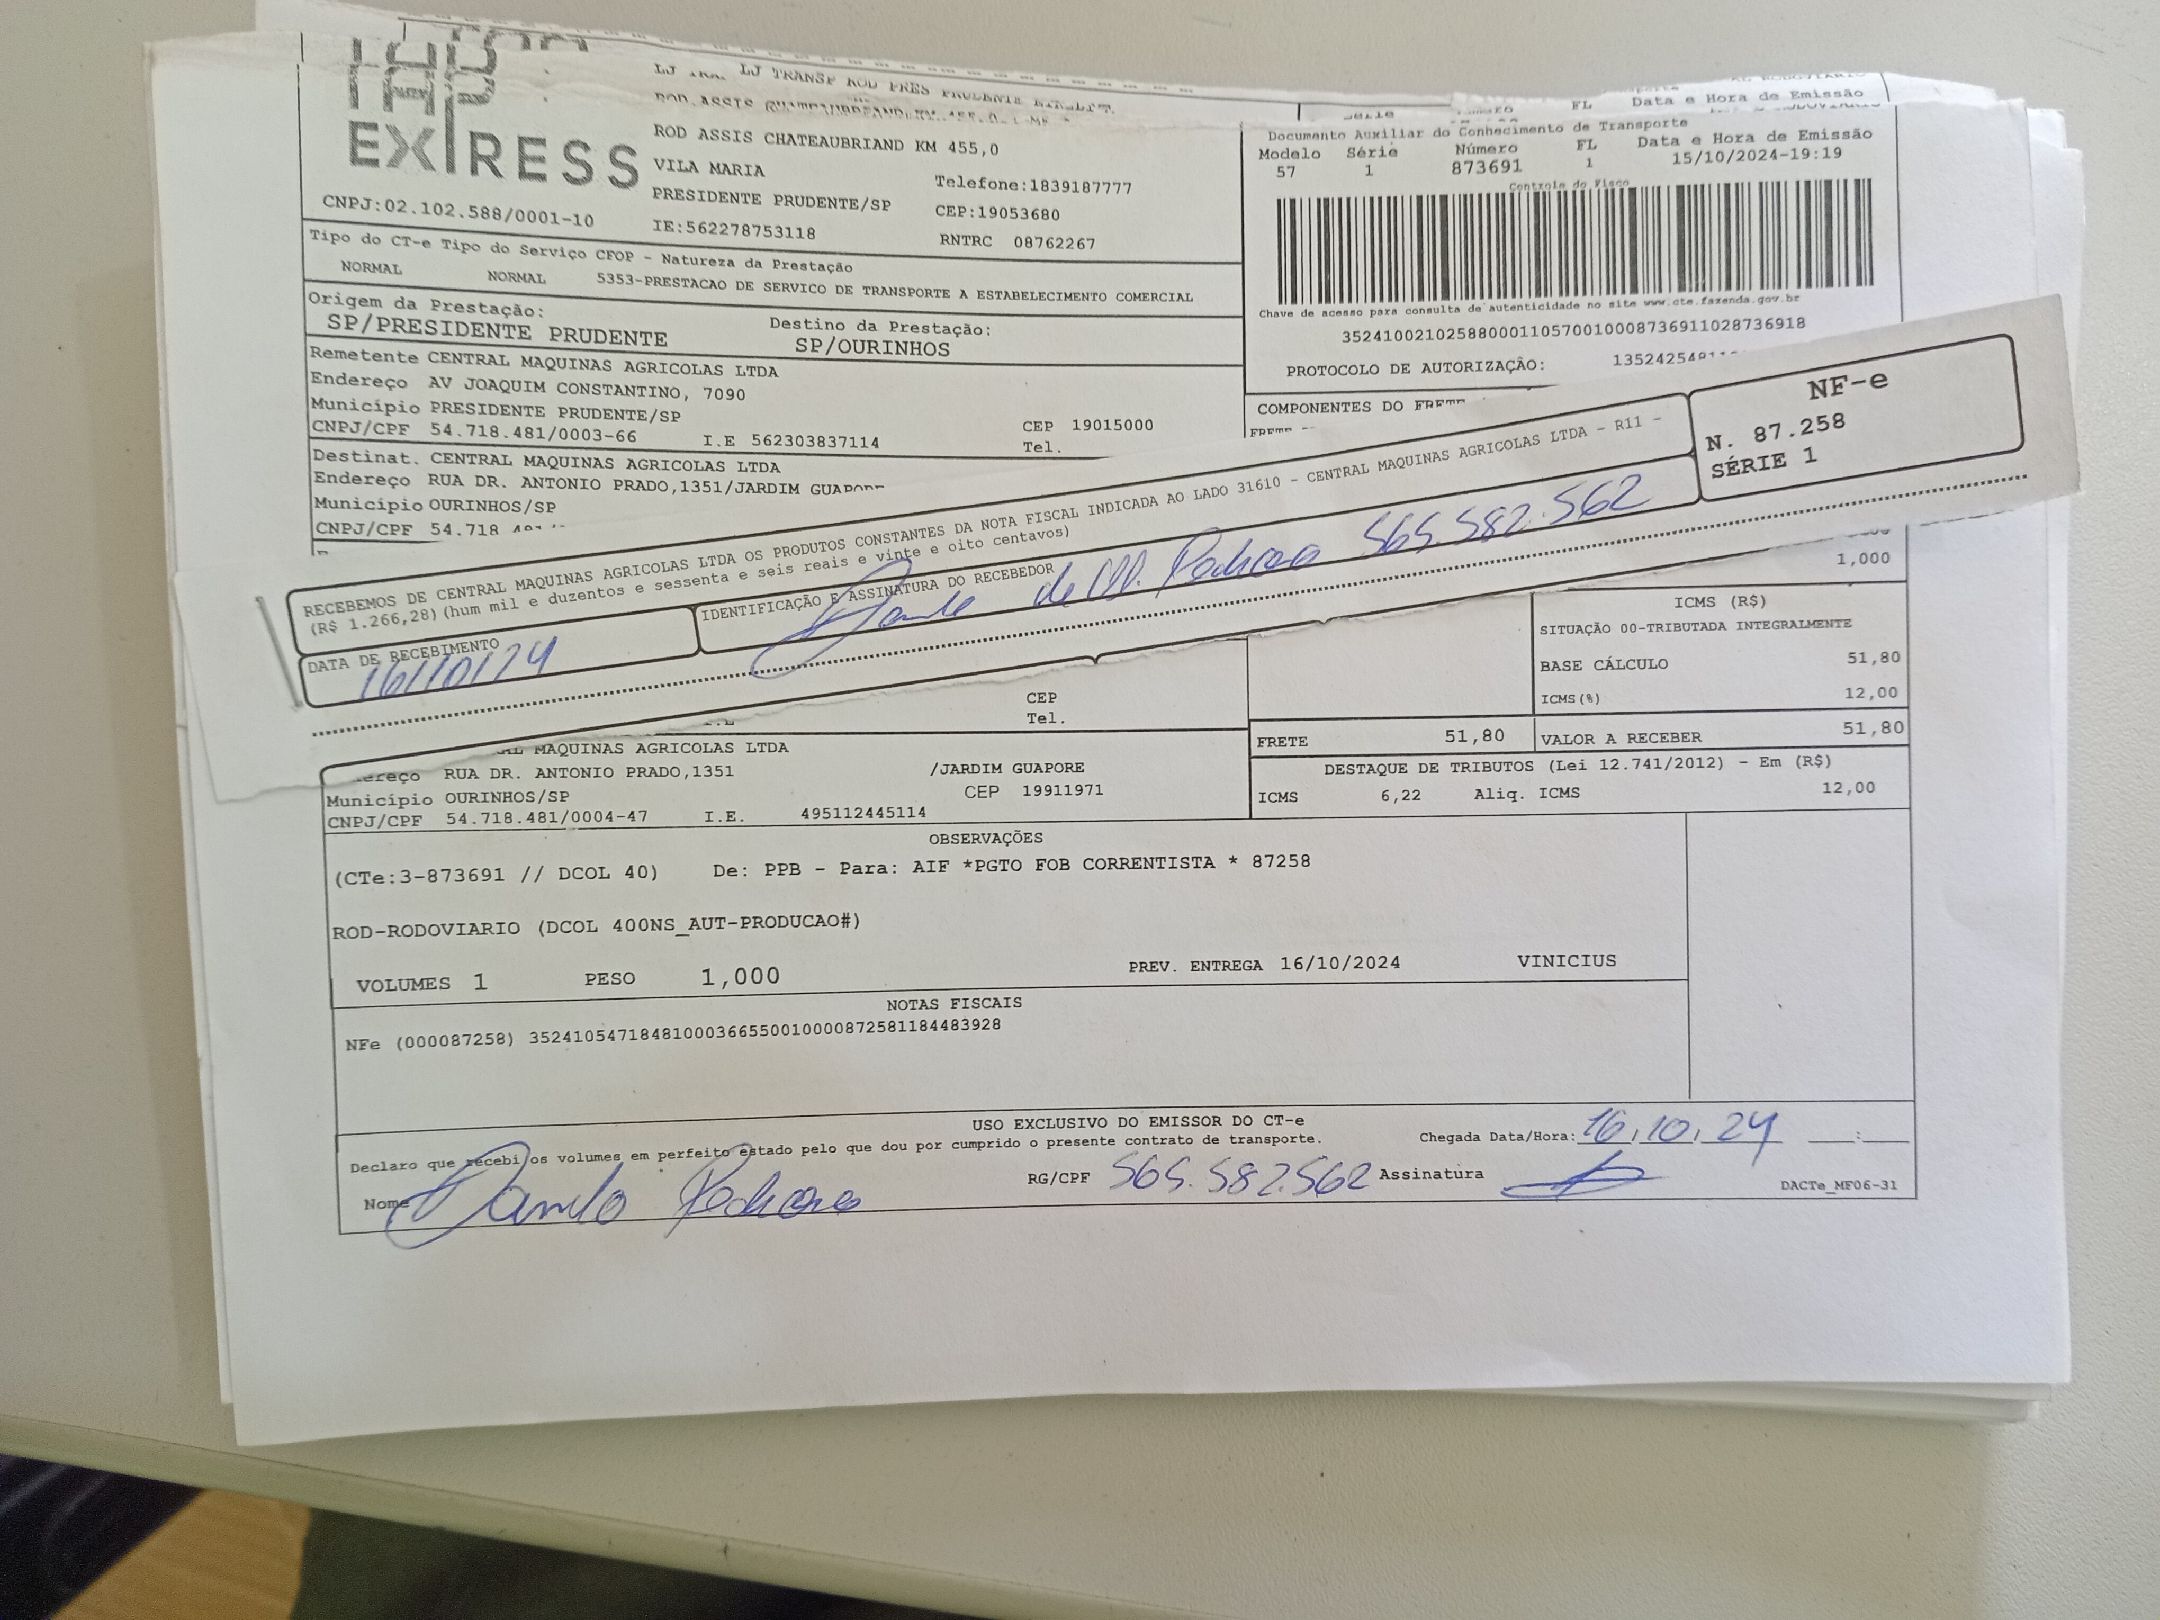 EXPRESS
LJ TRANSP ROD PRES PRUDENTE
ROD ASSIS CHATEAUBRIAND KM 455,0
VILA MARIA
Telefone:1839187777
PRESIDENTE PRUDENTE/SP
CEP:19053680
CNPJ:02.102.588/0001-10
IE:562278753118
RNTRC 08762267
FL Data e Hora de Emissão
Documento Auxiliar do Conhecimento de Transporte
Modelo Série Número FL Data e Hora de Emissão
57 1 873691 1 15/10/2024-19:19
Controle do Fisco
Chave de acesso para consulta de autenticidade no site www.cte.fazenda.gov.br
35241002102588000110570010008736911028736918
PROTOCOLO DE AUTORIZAÇÃO:
Tipo do CT-e Tipo do Serviço CFOP - Natureza da Prestação
NORMAL NORMAL 5353-PRESTACAO DE SERVICO DE TRANSPORTE A ESTABELECIMENTO COMERCIAL
Origem da Prestação:
SP/PRESIDENTE PRUDENTE
Destino da Prestação:
SP/OURINHOS
Remetente CENTRAL MAQUINAS AGRICOLAS LTDA
Endereço AV JOAQUIM CONSTANTINO, 7090
Município PRESIDENTE PRUDENTE/SP
CEP 19015000
CNPJ/CPF 54.718.481/0003-66 I.E 562303837114
Tel.
COMPONENTES DO FRETE
Destinat. CENTRAL MAQUINAS AGRICOLAS LTDA
Endereço RUA DR. ANTONIO PRADO,1351/JARDIM GUAPORE
Município OURINHOS/SP
CNPJ/CPF 54.718
RECEBEMOS DE CENTRAL MAQUINAS AGRICOLAS LTDA OS PRODUTOS CONSTANTES DA NOTA FISCAL INDICADA AO LADO 31610 - CENTRAL MAQUINAS AGRICOLAS LTDA - R11 -
(R$ 1.266,28)(hum mil e duzentos e sessenta e seis reais e vinte e oito centavos)
NF-e
N. 87.258
SÉRIE 1
DATA DE RECEBIMENTO
16/10/24
IDENTIFICAÇÃO E ASSINATURA DO RECEBEDOR
de M. Pedroso 565.582.562
1,000
ICMS (R$)
SITUAÇÃO 00-TRIBUTADA INTEGRALMENTE
BASE CÁLCULO 51,80
ICMS(%) 12,00
CEP
Tel.
FRETE 51,80 VALOR A RECEBER 51,80
MAQUINAS AGRICOLAS LTDA
RUA DR. ANTONIO PRADO,1351 /JARDIM GUAPORE
Município OURINHOS/SP CEP 19911971
CNPJ/CPF 54.718.481/0004-47 I.E. 495112445114
DESTAQUE DE TRIBUTOS (Lei 12.741/2012) - Em (R$)
ICMS 6,22 Aliq. ICMS 12,00
OBSERVAÇÕES
(CTe:3-873691 // DCOL 40) De: PPB - Para: AIF *PGTO FOB CORRENTISTA * 87258
ROD-RODOVIARIO (DCOL 400NS_AUT-PRODUCAO#)
VOLUMES 1 PESO 1,000 PREV. ENTREGA 16/10/2024 VINICIUS
NOTAS FISCAIS
NFe (000087258) 35241054718481000366550010000872581184483928
USO EXCLUSIVO DO EMISSOR DO CT-e
Declaro que recebi os volumes em perfeito estado pelo que dou por cumprido o presente contrato de transporte.
Chegada Data/Hora: 16/10/24 __:__
Nome Danilo Pedroso RG/CPF 565.582.562 Assinatura
DACTe_MF06-31